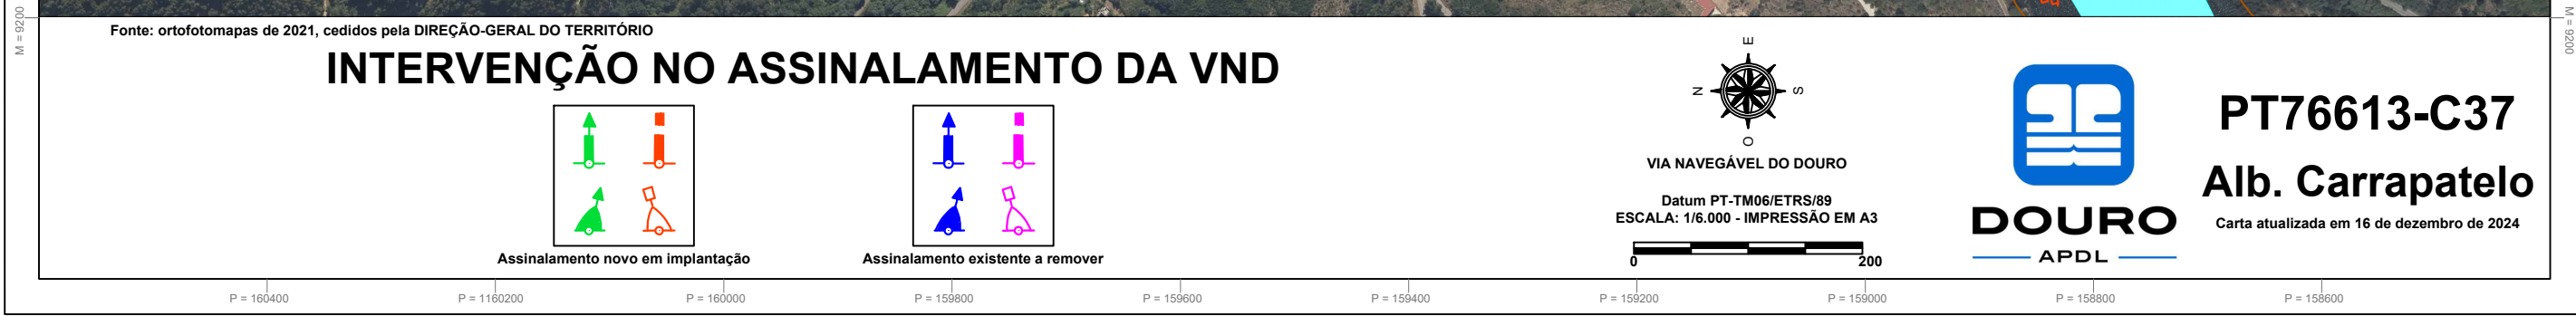 M = 9200
M = 9200
Fonte: ortofotomapas de 2021, cedidos pela DIREÇÃO-GERAL DO TERRITÓRIO
INTERVENÇÃO NO ASSINALAMENTO DA VND
Assinalamento novo em implantação
Assinalamento existente a remover
E
N
S
O
VIA NAVEGÁVEL DO DOURO
Datum PT-TM06/ETRS/89
ESCALA: 1/6.000 - IMPRESSÃO EM A3
0
200
DOURO
APDL
PT76613-C37
Alb. Carrapatelo
Carta atualizada em 16 de dezembro de 2024
P = 160400
P = 1160200
P = 160000
P = 159800
P = 159600
P = 159400
P = 159200
P = 159000
P = 158800
P = 158600